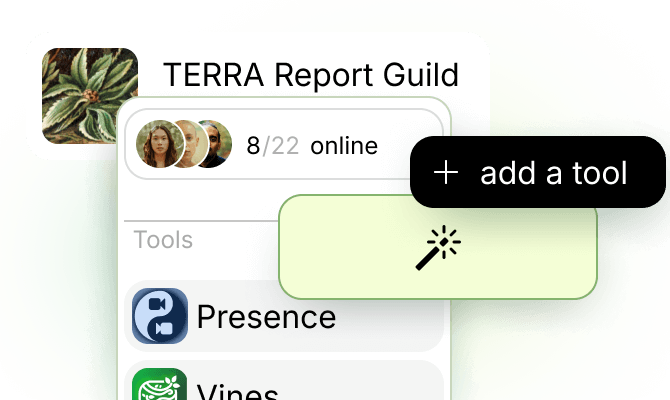 TERRA Report Guild
8/22 online
+ add a tool
Tools
Presence
Vines